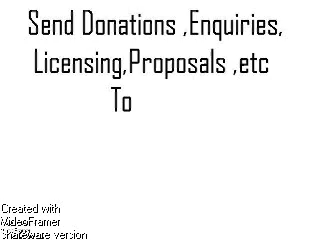 Send Donations ,Enquiries,
Licensing,Proposals ,etc
To
Created with
VideoFramer
shareware version